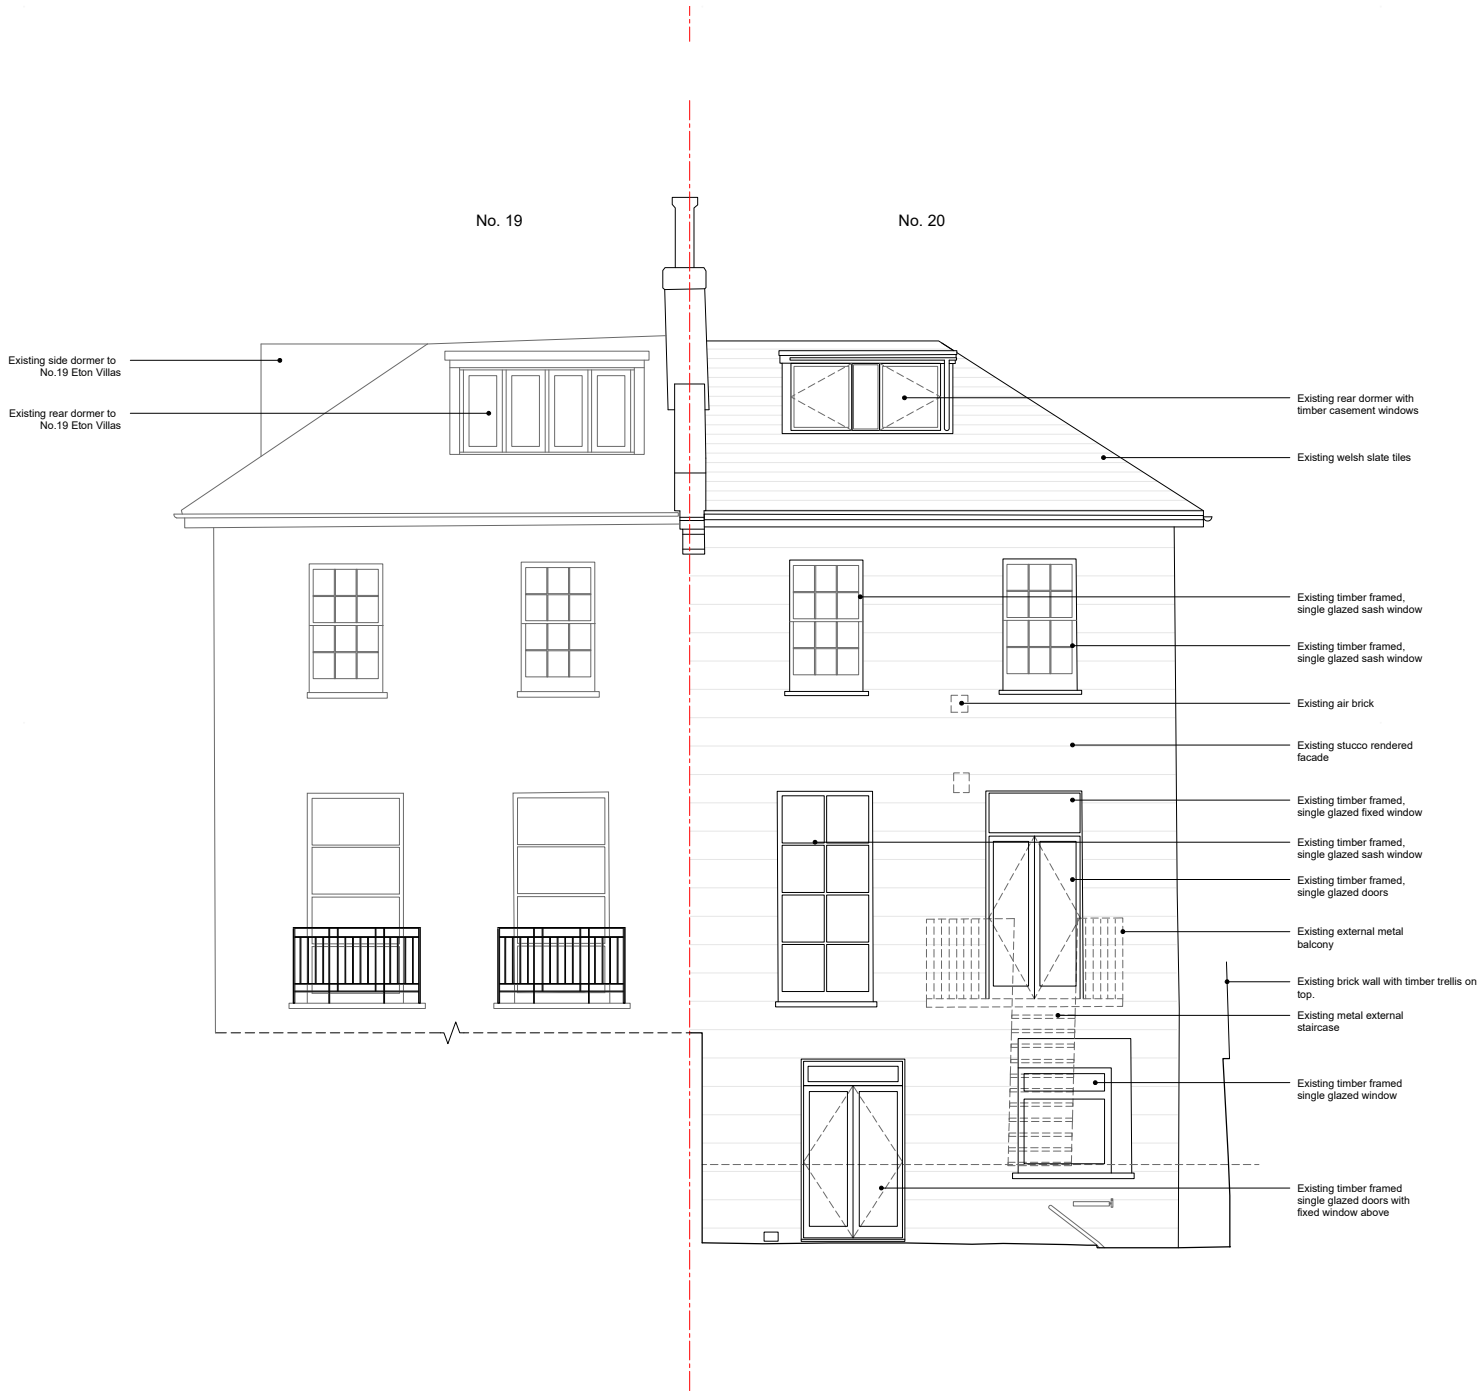 No. 19
No. 20
Existing side dormer to
No.19 Eton Villas
Existing rear dormer to
No.19 Eton Villas
Existing rear dormer with
timber casement windows
Existing welsh slate tiles
Existing timber framed,
single glazed sash window
Existing timber framed,
single glazed sash window
Existing air brick
Existing stucco rendered
facade
Existing timber framed,
single glazed fixed window
Existing timber framed,
single glazed sash window
Existing timber framed,
single glazed doors
Existing external metal
balcony
Existing brick wall with timber trellis on
top.
Existing metal external
staircase
Existing timber framed
single glazed window
Existing timber framed
single glazed doors with
fixed window above